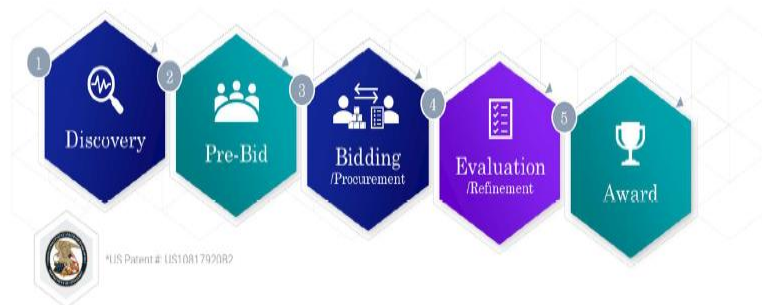 1
Discovery
2
Pre-Bid
3
Bidding
/Procurement
4
Evaluation
/Refinement
5
Award
*US Patent #: US10817920B2